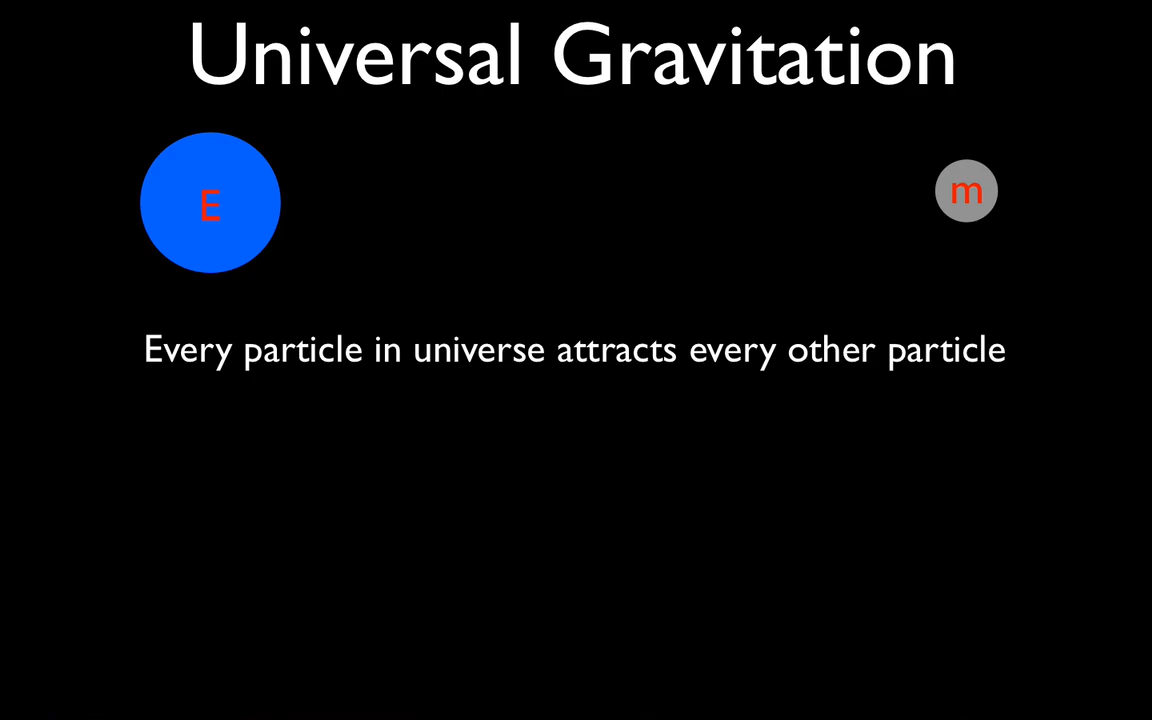 Universal Gravitation
E
m
Every particle in universe attracts every other particle